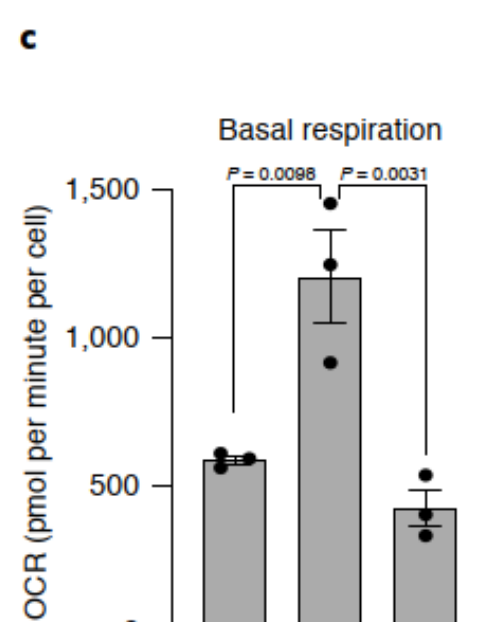 c
Basal respiration
P = 0.0098
P = 0.0031
1,500
1,000
500
OCR (pmol per minute per cell)